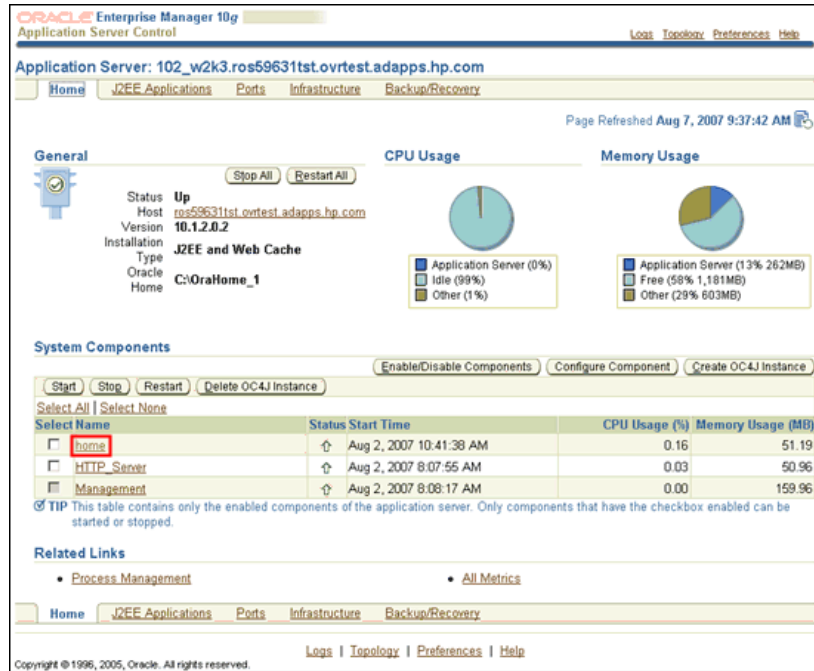 ORACLE Enterprise Manager 10g
Application Server Control
Logs Topology Preferences Help
Application Server: 102_w2k3.ros59631tst.ovrtest.adapps.hp.com
Home J2EE Applications Ports Infrastructure Backup/Recovery
Page Refreshed Aug 7, 2007 9:37:42 AM
General
Stop All Restart All
Status Up
Host ros59631tst.ovrtest.adapps.hp.com
Version 10.1.2.0.2
Installation Type J2EE and Web Cache
Oracle Home C:\OraHome_1
CPU Usage
Application Server (0%)
Idle (99%)
Other (1%)
Memory Usage
Application Server (13% 262MB)
Free (58% 1,181MB)
Other (29% 603MB)
System Components
Enable/Disable Components Configure Component Create OC4J Instance
Start Stop Restart Delete OC4J Instance
Select All | Select None
Select Name Status Start Time CPU Usage (%) Memory Usage (MB)
home Aug 2, 2007 10:41:38 AM 0.16 51.19
HTTP_Server Aug 2, 2007 8:07:55 AM 0.03 50.96
Management Aug 2, 2007 8:08:17 AM 0.00 159.96
TIP This table contains only the enabled components of the application server. Only components that have the checkbox enabled can be
started or stopped.
Related Links
• Process Management • All Metrics
Home J2EE Applications Ports Infrastructure Backup/Recovery
Logs | Topology | Preferences | Help
Copyright © 1996, 2005, Oracle. All rights reserved.